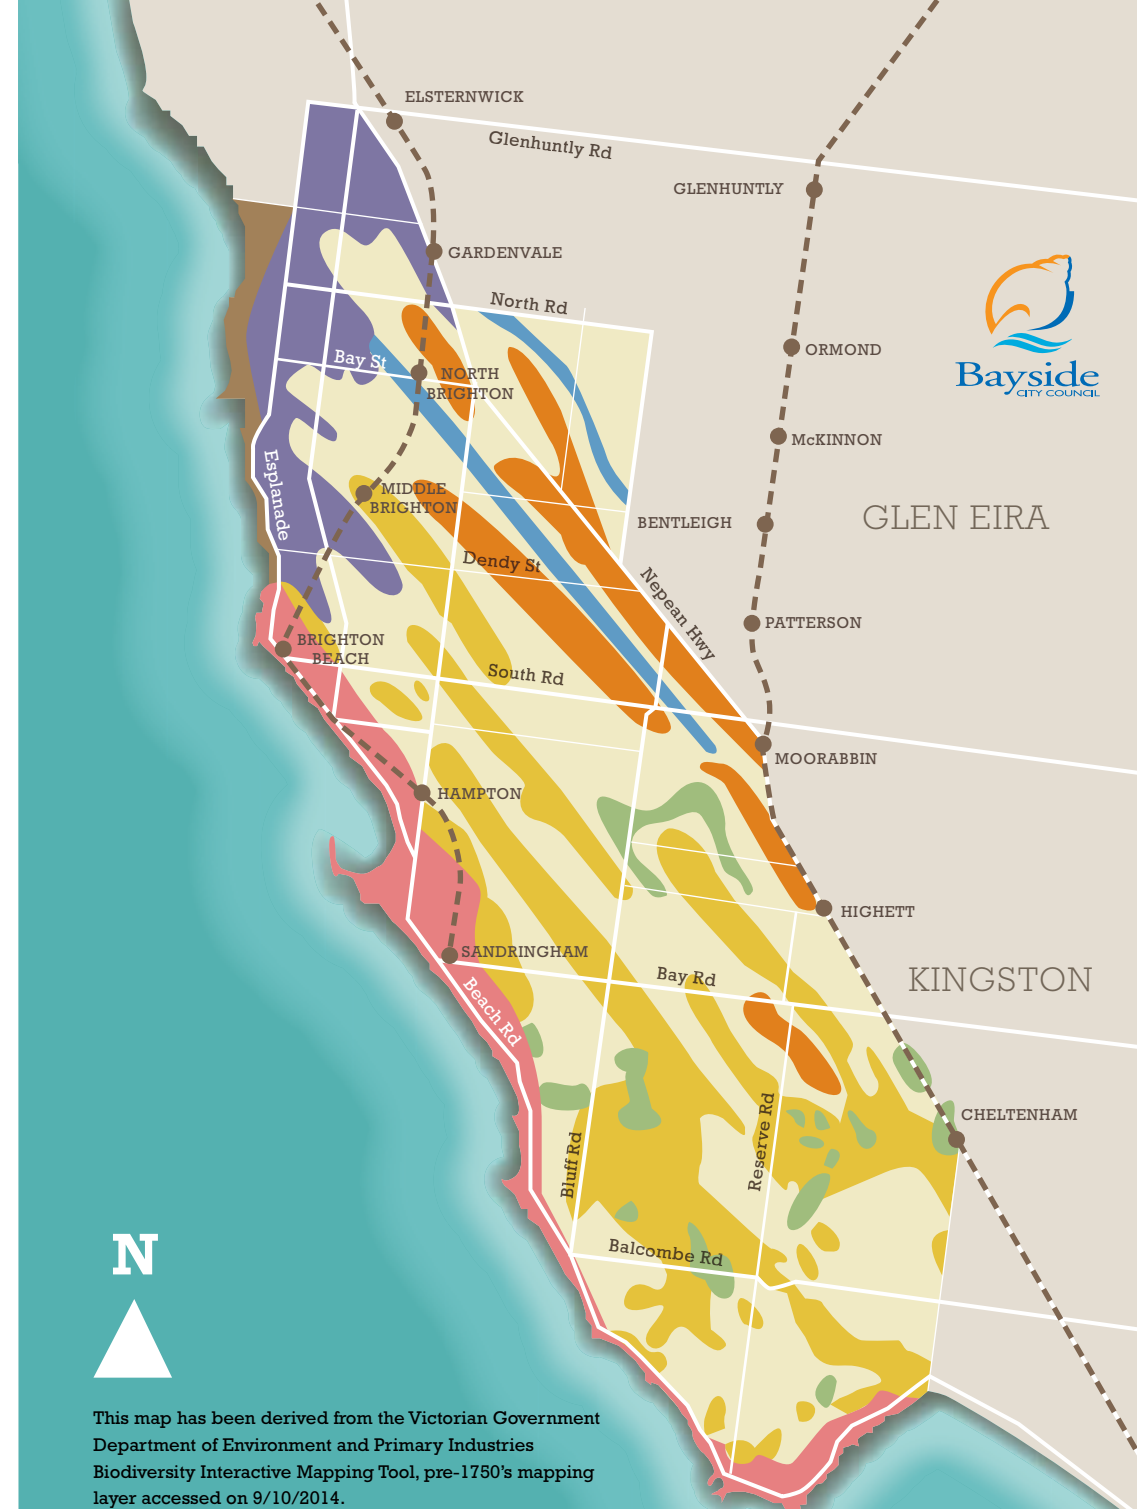 ELSTERNWICK
Glenhuntly Rd
GLENHUNTLY
GARDENVALE
North Rd
ORMOND
Bayside
CITY COUNCIL
Bay St
NORTH
BRIGHTON
McKINNON
Esplanade
MIDDLE
BRIGHTON
BENTLEIGH
GLEN EIRA
Dendy St
Nepean Hwy
PATTERSON
BRIGHTON
BEACH
South Rd
MOORABBIN
HAMPTON
HIGHETT
SANDRINGHAM
Bay Rd
KINGSTON
Beach Rd
CHELTENHAM
Bluff Rd
Reserve Rd
Balcombe Rd
N
This map has been derived from the Victorian Government
Department of Environment and Primary Industries
Biodiversity Interactive Mapping Tool, pre-1750's mapping
layer accessed on 9/10/2014.